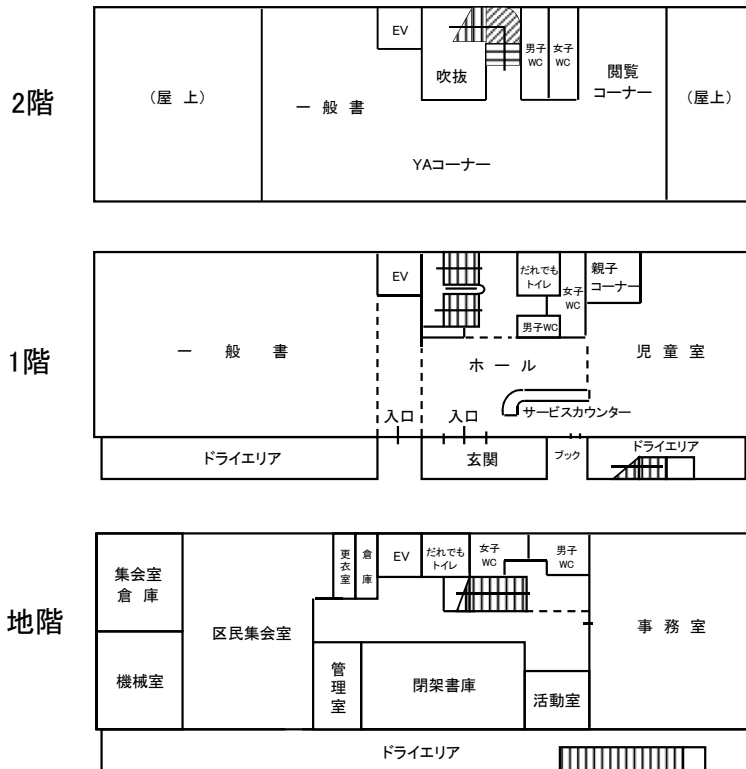 2階
(屋 上)
一 般 書
EV
吹抜
男子
WC
女子
WC
閲覧
コーナー
(屋上)
YAコーナー
1階
一 般 書
EV
だれでも
トイレ
女子
WC
男子WC
親子
コーナー
児 童 室
ホ ー ル
サービスカウンター
入口
入口
ドライエリア
玄関
ブック
ドライエリア
地階
集会室
倉 庫
機械室
区民集会室
更衣室
倉庫
EV
だれでも
トイレ
女子
WC
男子
WC
事 務 室
管理室
閉架書庫
活動室
ドライエリア